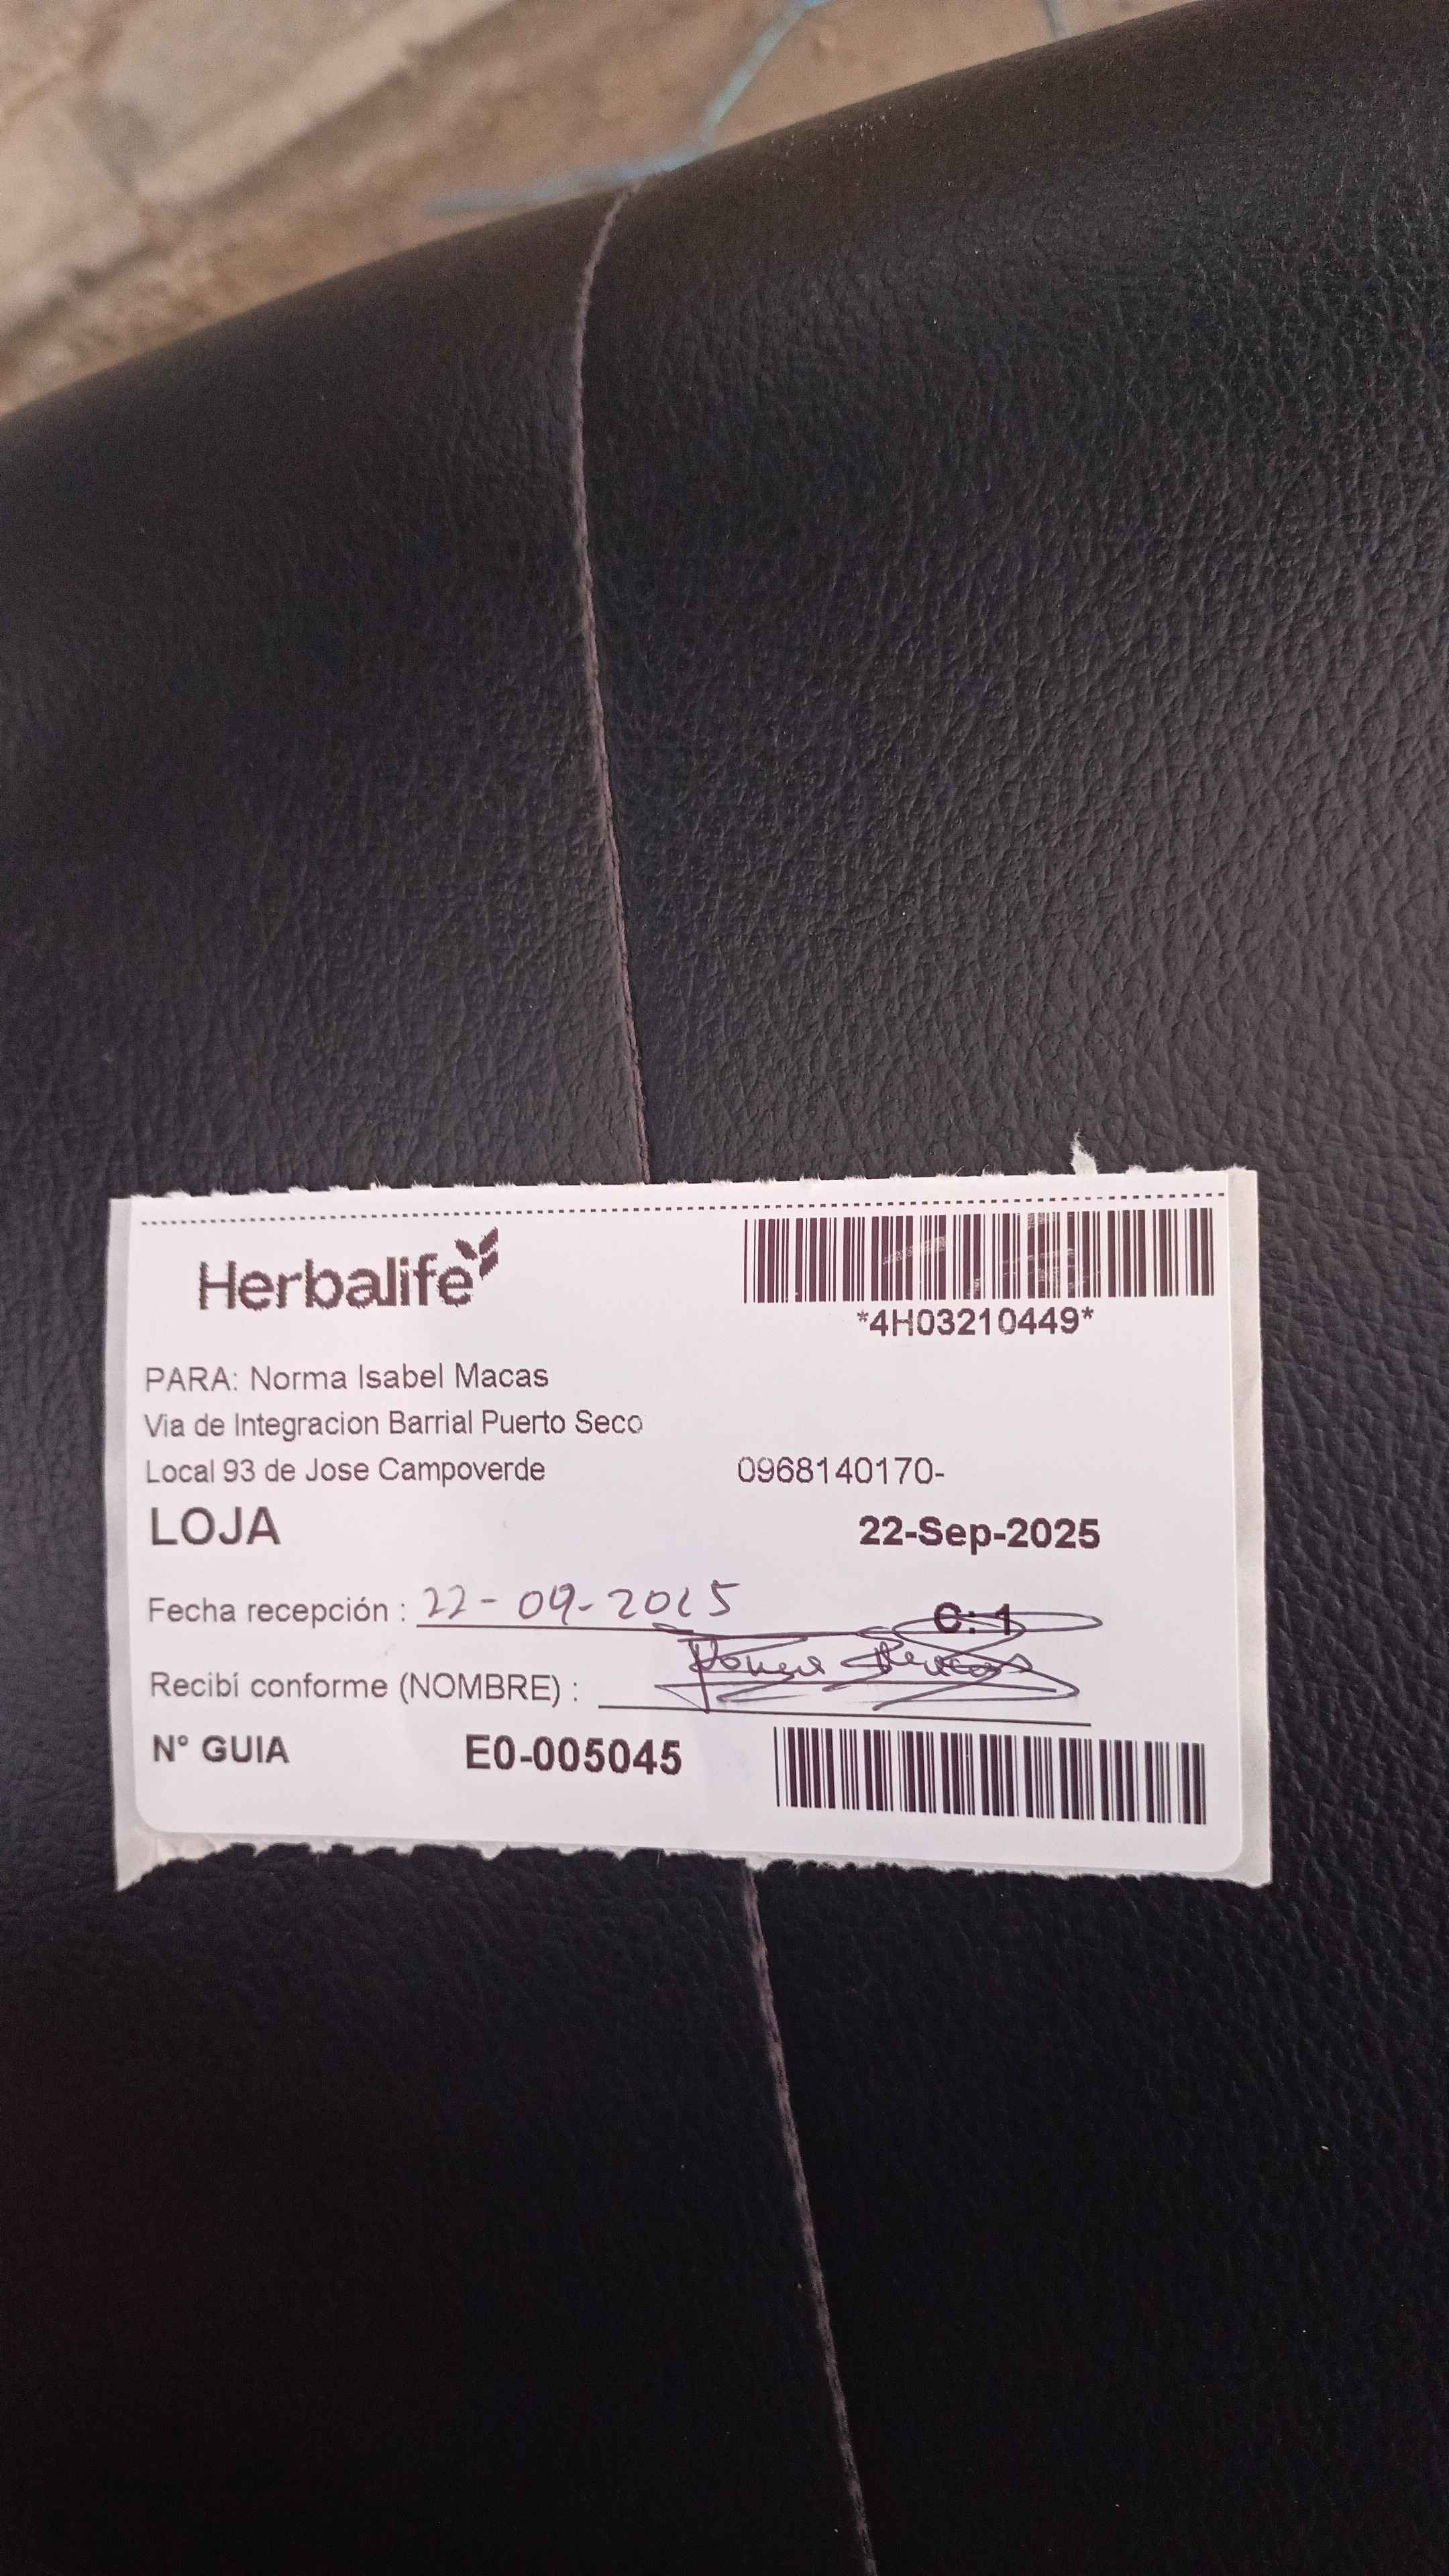 Herbalife
*4H03210449*
PARA: Norma Isabel Macas
Via de Integracion Barrial Puerto Seco
Local 93 de Jose Campoverde 0968140170-
LOJA 22-Sep-2025
Fecha recepción : 22-09-2025
C: 1
Recibí conforme (NOMBRE) :
N° GUIA E0-005045